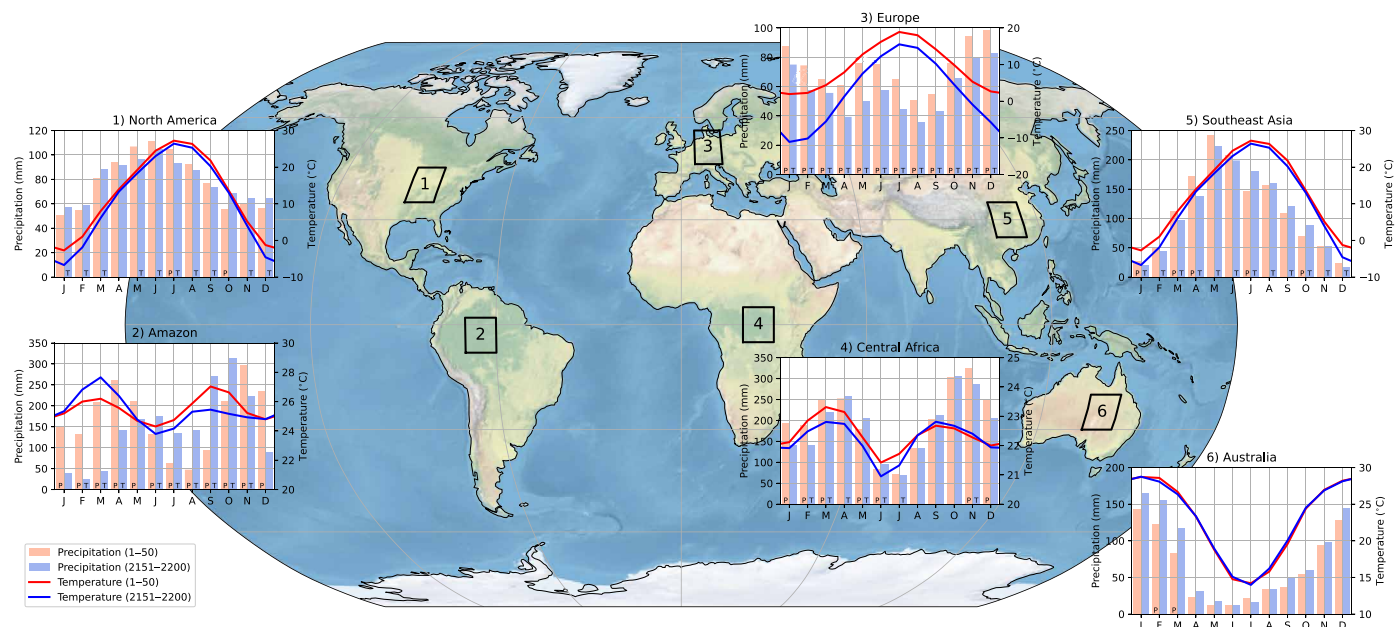 3) Europe
100
80
60
40
20
0
Precipitation (mm)
20
10
0
−10
−20
Temperature (°C)
P T P T P T P T P T P T P T P T P T P T P T P T
J F M A M J J A S O N D
1) North America
120
100
80
60
40
20
0
Precipitation (mm)
30
20
10
0
−10
Temperature (°C)
T T T T T P T T T P T T
J F M A M J J A S O N D
5) Southeast Asia
250
200
150
100
50
0
Precipitation (mm)
30
20
10
0
−10
Temperature (°C)
J F M A M J J A S O N D
1
2
3
4
5
6
2) Amazon
350
300
250
200
150
100
50
0
Precipitation (mm)
30
28
26
24
22
20
Temperature (°C)
P P P T P T P P P T P T T P T P T P
J F M A M J J A S O N D
4) Central Africa
350
300
250
200
150
100
50
0
Precipitation (mm)
25
24
23
22
21
20
Temperature (°C)
J F M A M J J A S O N D
6) Australia
200
150
100
50
0
Precipitation (mm)
30
25
20
15
10
Temperature (°C)
P P
J F M A M J J A S O N D
Precipitation (1−50)
Precipitation (2151−2200)
Temperature (1−50)
Temperature (2151−2200)